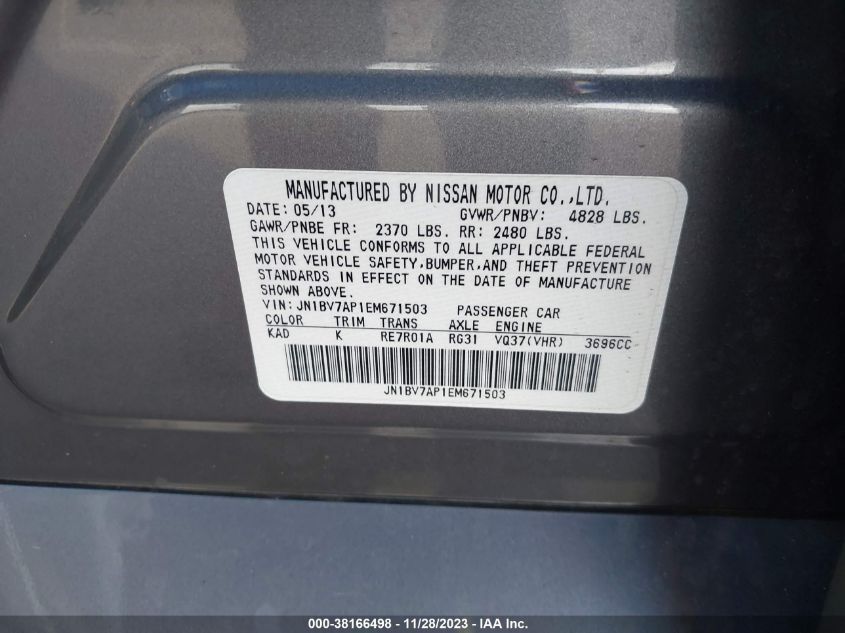 MANUFACTURED BY NISSAN MOTOR CO.,LTD.
DATE: 05/13 GVWR/PNBV: 4828 LBS.
GAWR/PNBE FR: 2370 LBS. RR: 2480 LBS.
THIS VEHICLE CONFORMS TO ALL APPLICABLE FEDERAL
MOTOR VEHICLE SAFETY,BUMPER,AND THEFT PREVENTION
STANDARDS IN EFFECT ON THE DATE OF MANUFACTURE
SHOWN ABOVE.
VIN: JN1BV7AP1EM671503 PASSENGER CAR
COLOR TRIM TRANS AXLE ENGINE
KAD K RE7R01A RG31 VQ37(VHR) 3696CC
JN1BV7AP1EM671503
000-38166498 - 11/28/2023 - IAA Inc.